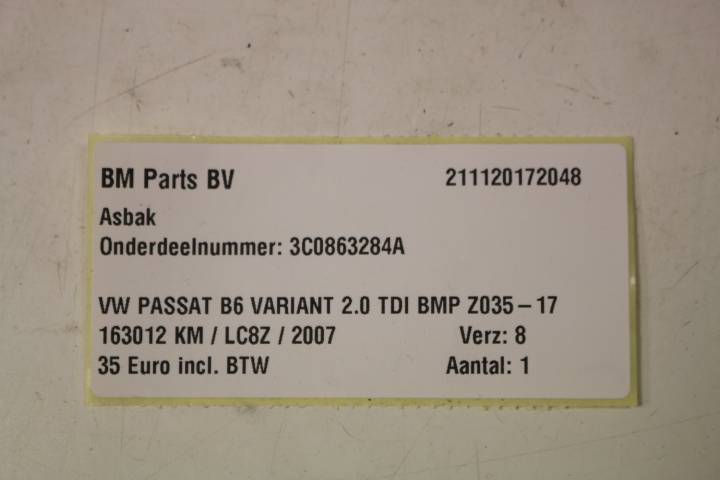 BM Parts BV 211120172048
Asbak
Onderdeelnummer: 3C0863284A
VW PASSAT B6 VARIANT 2.0 TDI BMP Z035-17
163012 KM / LC8Z / 2007 Verz: 8
35 Euro incl. BTW Aantal: 1